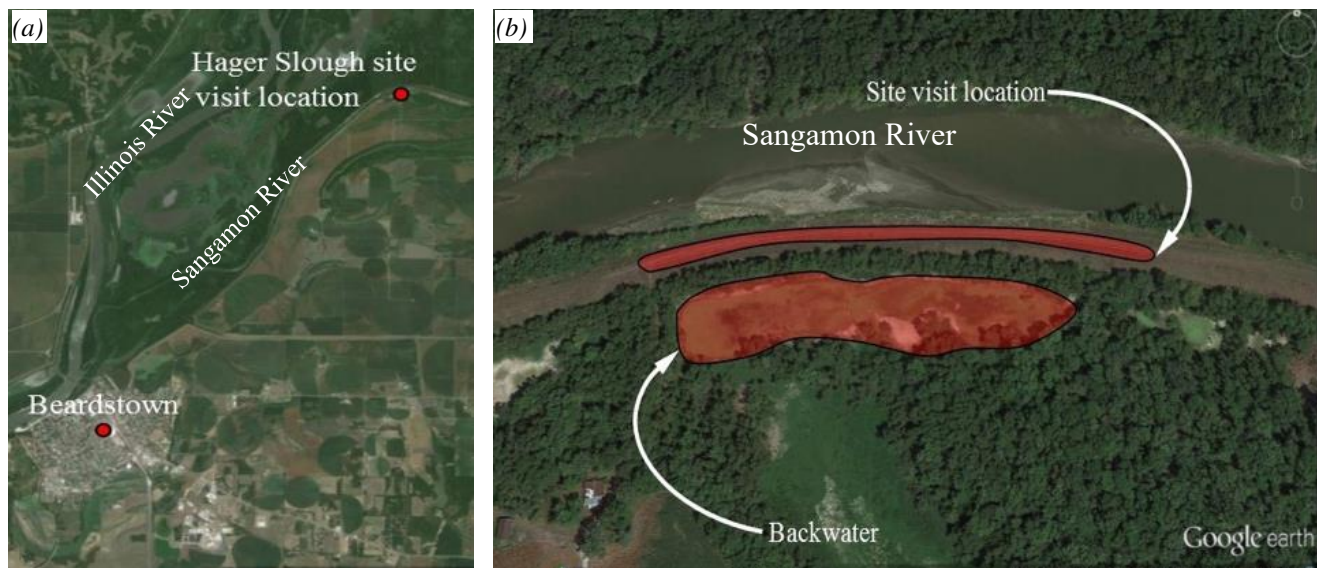 (a)
Hager Slough site
visit location
Illinois River
Sangamon River
Beardstown
(b)
Site visit location
Sangamon River
Backwater
Google earth